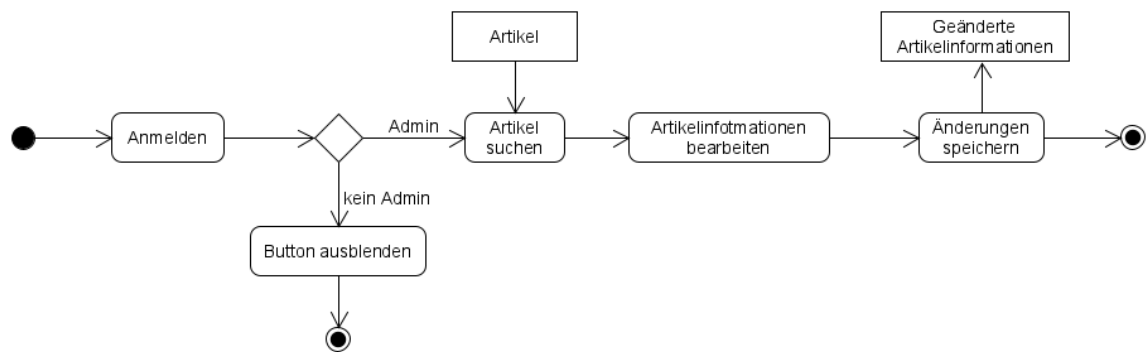 Artikel
Geänderte
Artikelinformationen
Anmelden
Admin
Artikel
suchen
Artikelinfotmationen
bearbeiten
Änderungen
speichern
kein Admin
Button ausblenden